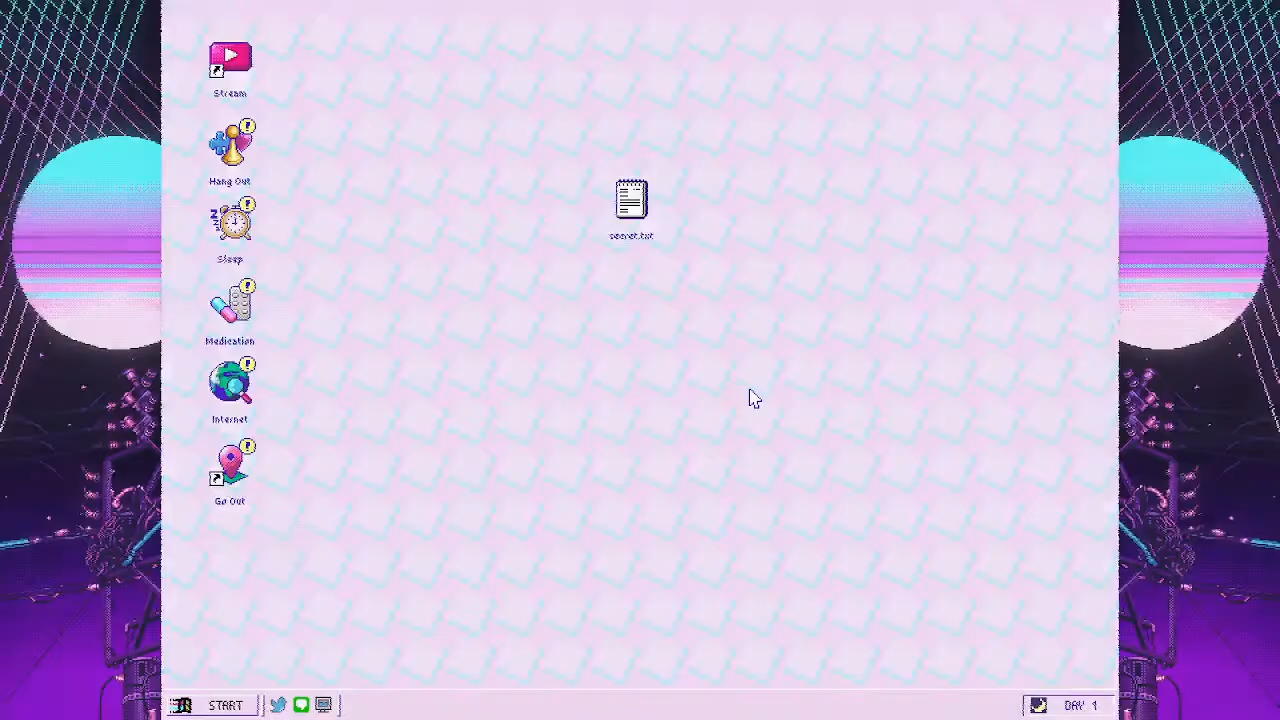 Stream
Hang Out
Sleep
Medication
Internet
Go Out
secret.txt
START
DAY 1